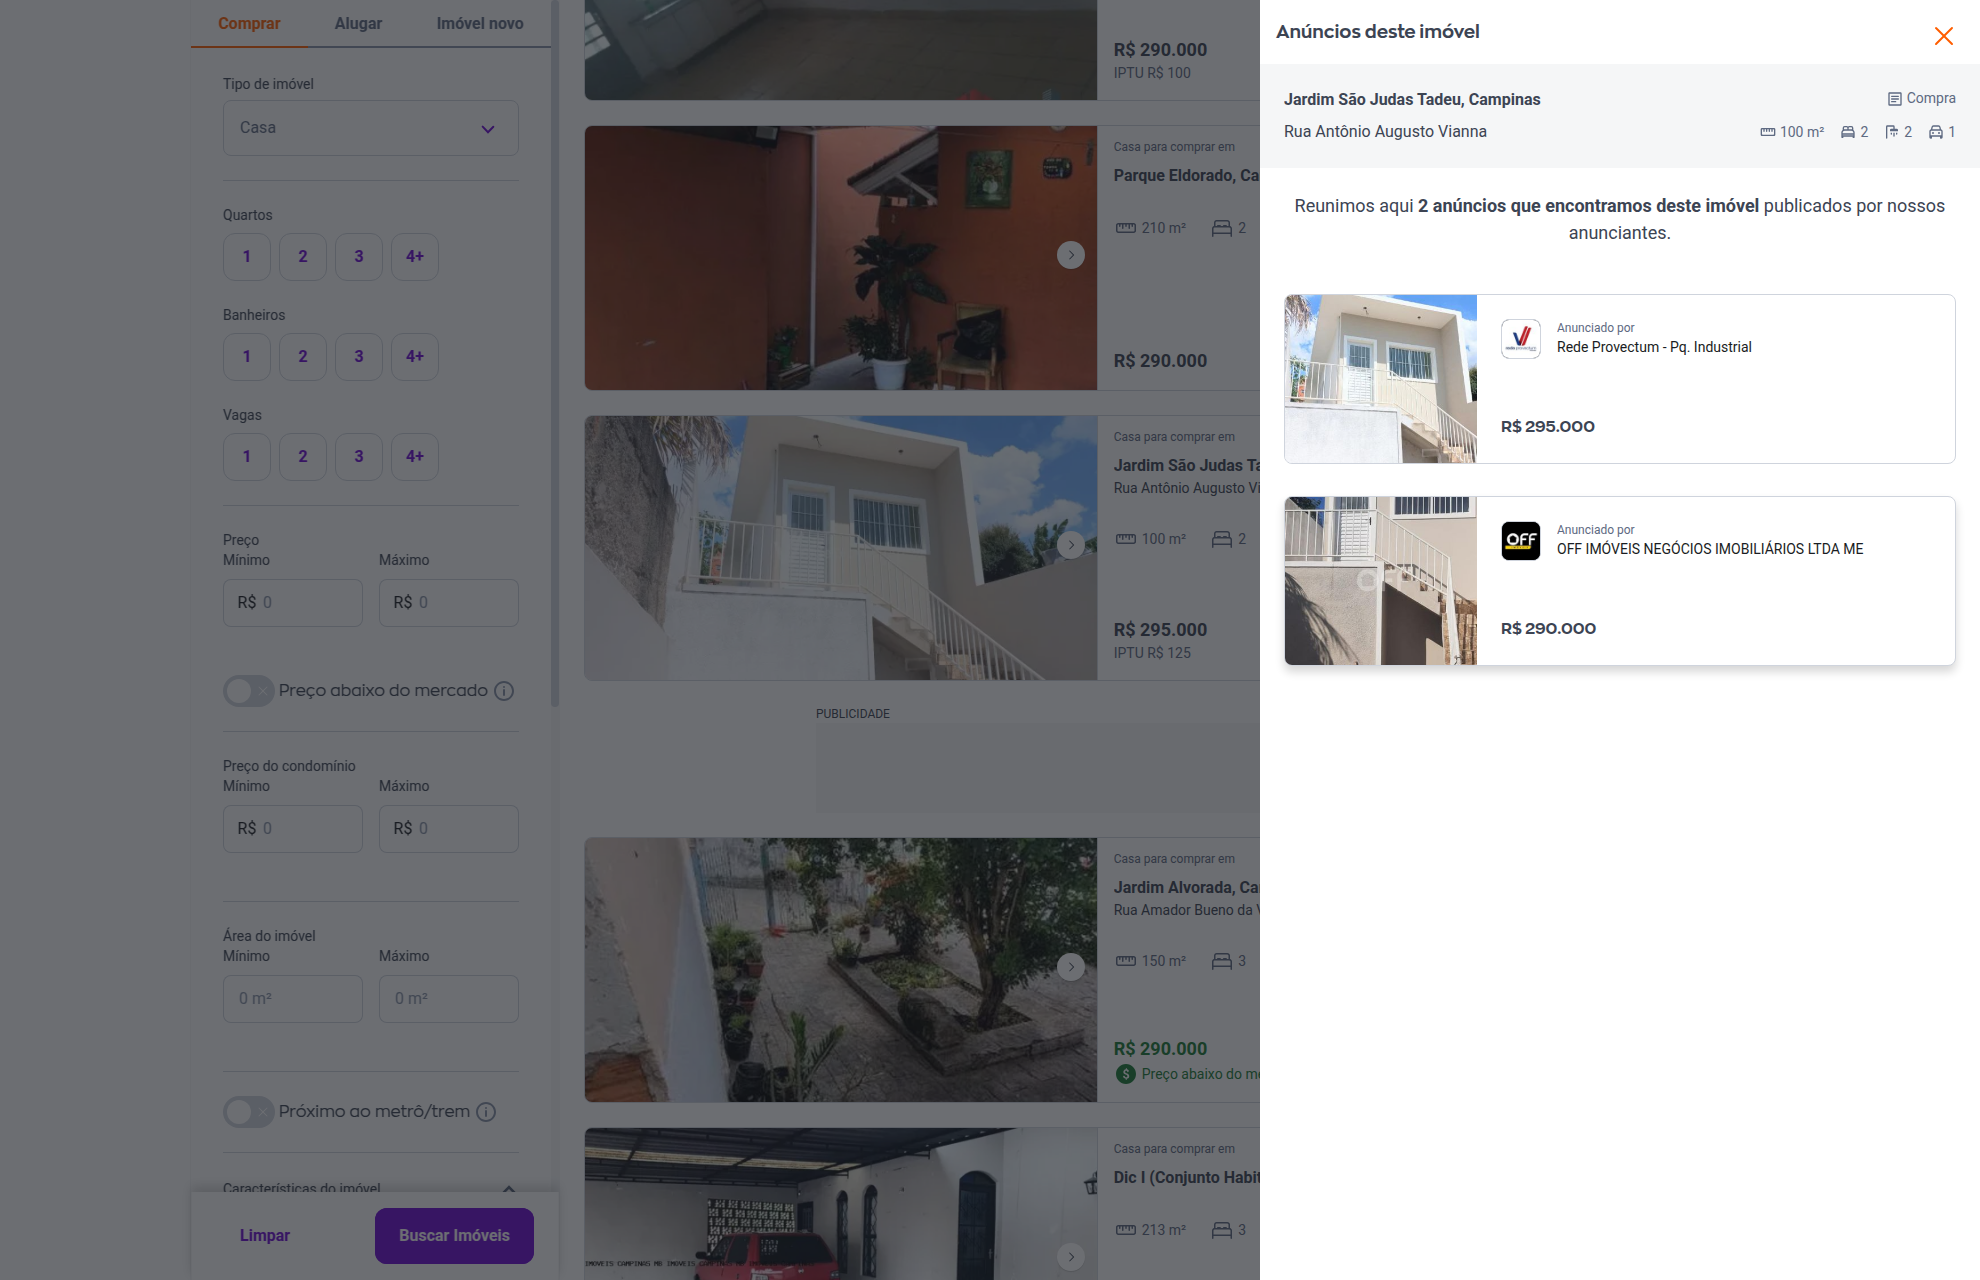 Comprar
Alugar
Imóvel novo
Tipo de imóvel
Casa
Quartos
1
2
3
4+
Banheiros
1
2
3
4+
Vagas
1
2
3
4+
Preço
Mínimo
Máximo
R$ 0
R$ 0
Preço abaixo do mercado
Preço do condomínio
Mínimo
Máximo
R$ 0
R$ 0
Área do imóvel
Mínimo
Máximo
0 m²
0 m²
Próximo ao metrô/trem
Características do imóvel
Limpar
Buscar Imóveis
R$ 290.000
IPTU R$ 100
Casa para comprar em
Parque Eldorado, Ca
210 m²
2
R$ 290.000
Casa para comprar em
Jardim São Judas Ta
Rua Antônio Augusto Vi
100 m²
2
R$ 295.000
IPTU R$ 125
PUBLICIDADE
Casa para comprar em
Jardim Alvorada, Ca
Rua Amador Bueno da V
150 m²
3
R$ 290.000
$ Preço abaixo do me
Casa para comprar em
Dic I (Conjunto Habit
213 m²
3
Anúncios deste imóvel
Jardim São Judas Tadeu, Campinas
Compra
Rua Antônio Augusto Vianna
100 m²
2
2
1
Reunimos aqui 2 anúncios que encontramos deste imóvel publicados por nossos
anunciantes.
Anunciado por
Rede Provectum - Pq. Industrial
R$ 295.000
OFF
Anunciado por
OFF IMÓVEIS NEGÓCIOS IMOBILIÁRIOS LTDA ME
R$ 290.000